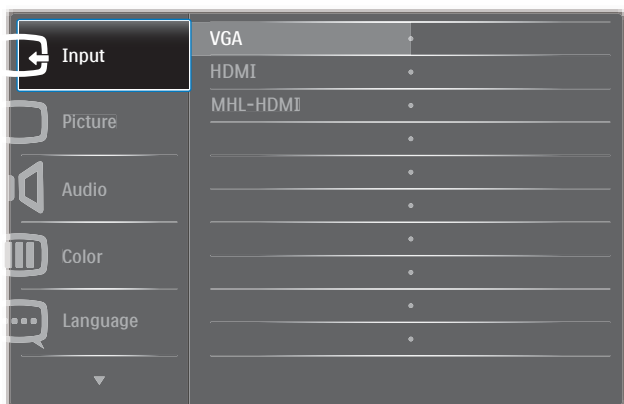 Input
Picture
Audio
Color
Language
VGA
HDMI
MHL-HDMI